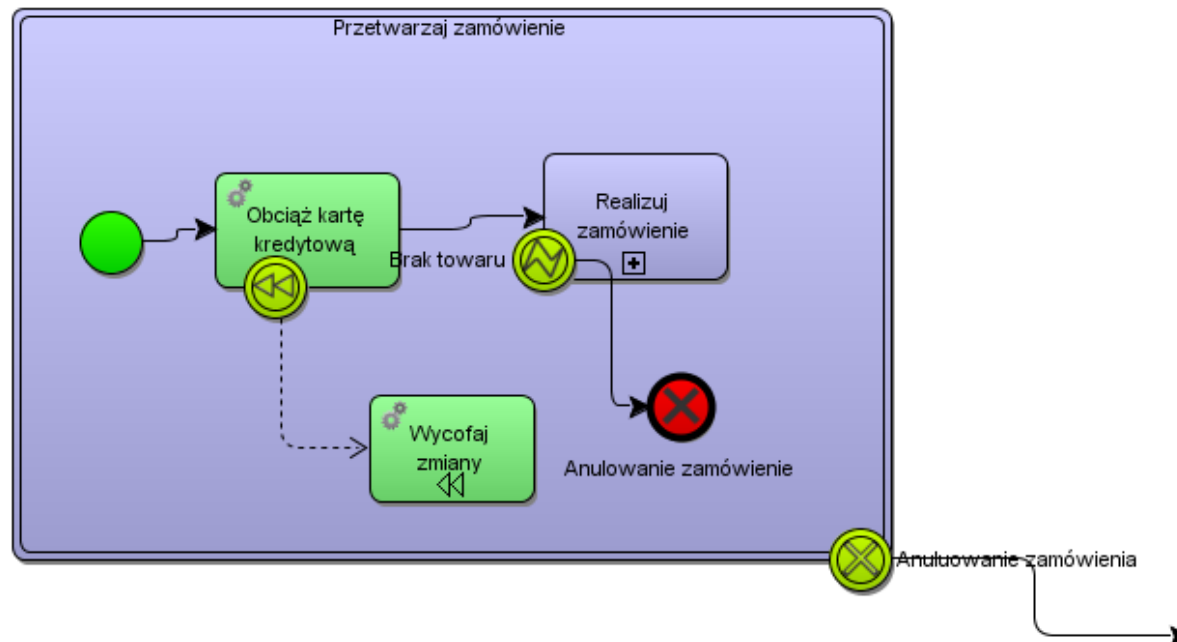 Przetwarzaj zamówienie
Obciąż kartę
kredytową
Realizuj
zamówienie
Brak towaru
Wycofaj
zmiany
Anulowanie zamówienie
Anuluowanie zamówienia